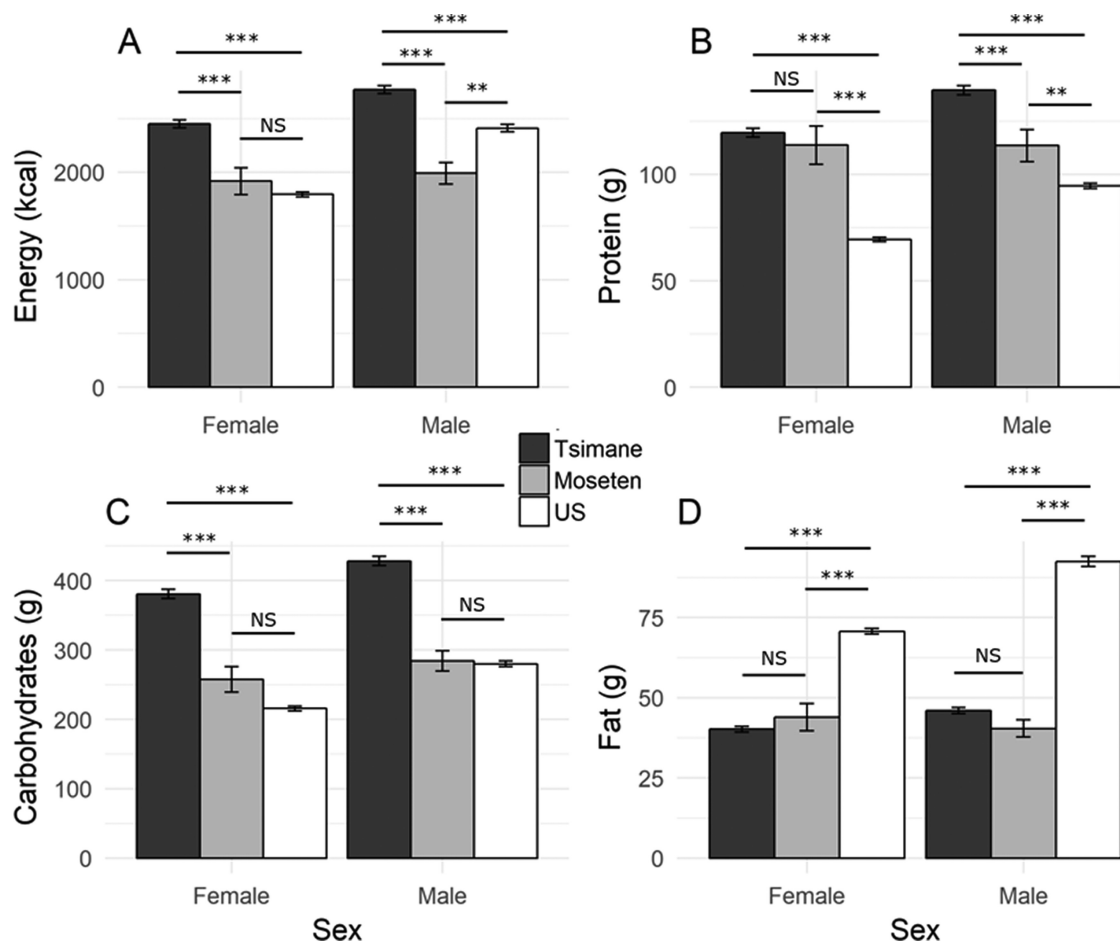 A
Energy (kcal)
2000
1000
0
***
***
NS
***
***
**
Female
Male
B
Protein (g)
100
50
0
***
NS
***
***
***
**
Female
Male
Tsimane
Moseten
US
C
Carbohydrates (g)
400
300
200
100
0
***
***
NS
***
***
NS
Female
Male
Sex
D
Fat (g)
75
50
25
0
***
***
NS
***
***
NS
Female
Male
Sex